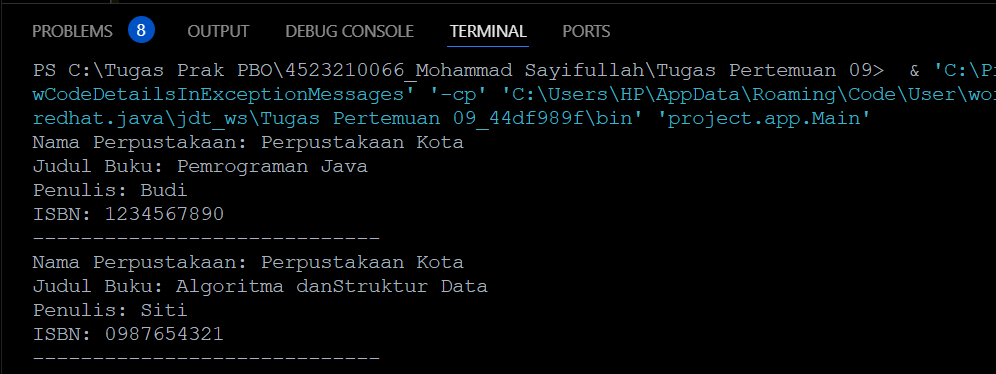 PROBLEMS 8 OUTPUT DEBUG CONSOLE TERMINAL PORTS
PS C:\Tugas Prak PBO\4523210066_Mohammad Sayifullah\Tugas Pertemuan 09>  & 'C:\Pr
wCodeDetailsInExceptionMessages' '-cp' 'C:\Users\HP\AppData\Roaming\Code\User\wor
redhat.java\jdt_ws\Tugas Pertemuan 09_44df989f\bin' 'project.app.Main'
Nama Perpustakaan: Perpustakaan Kota
Judul Buku: Pemrograman Java
Penulis: Budi
ISBN: 1234567890
-----------------------------
Nama Perpustakaan: Perpustakaan Kota
Judul Buku: Algoritma danStruktur Data
Penulis: Siti
ISBN: 0987654321
-----------------------------